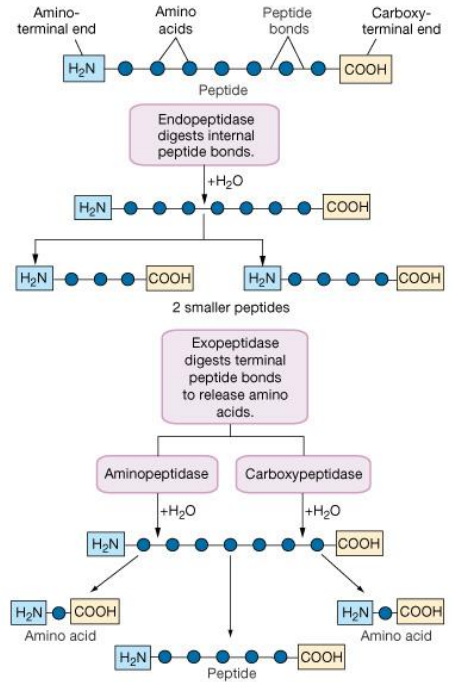 Amino-
terminal end
Amino
acids
Peptide
bonds
Carboxy-
terminal end
H₂N
COOH
Peptide
Endopeptidase
digests internal
peptide bonds.
+H₂O
H₂N
COOH
H₂N
COOH
H₂N
COOH
2 smaller peptides
Exopeptidase
digests terminal
peptide bonds
to release amino
acids.
Aminopeptidase
Carboxypeptidase
+H₂O
+H₂O
H₂N
COOH
H₂N
COOH
Amino acid
H₂N
COOH
Amino acid
H₂N
COOH
Peptide